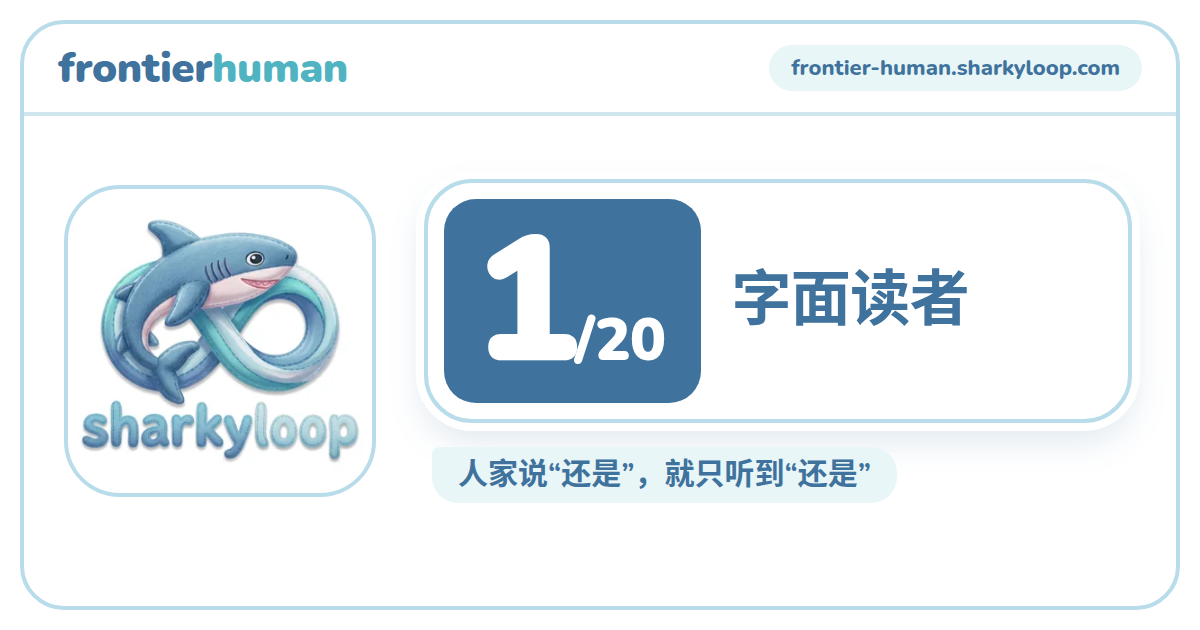 frontierhuman
frontier-human.sharkyloop.com
sharkyloop
1/20
字面读者
人家说“还是”，就只听到“还是”